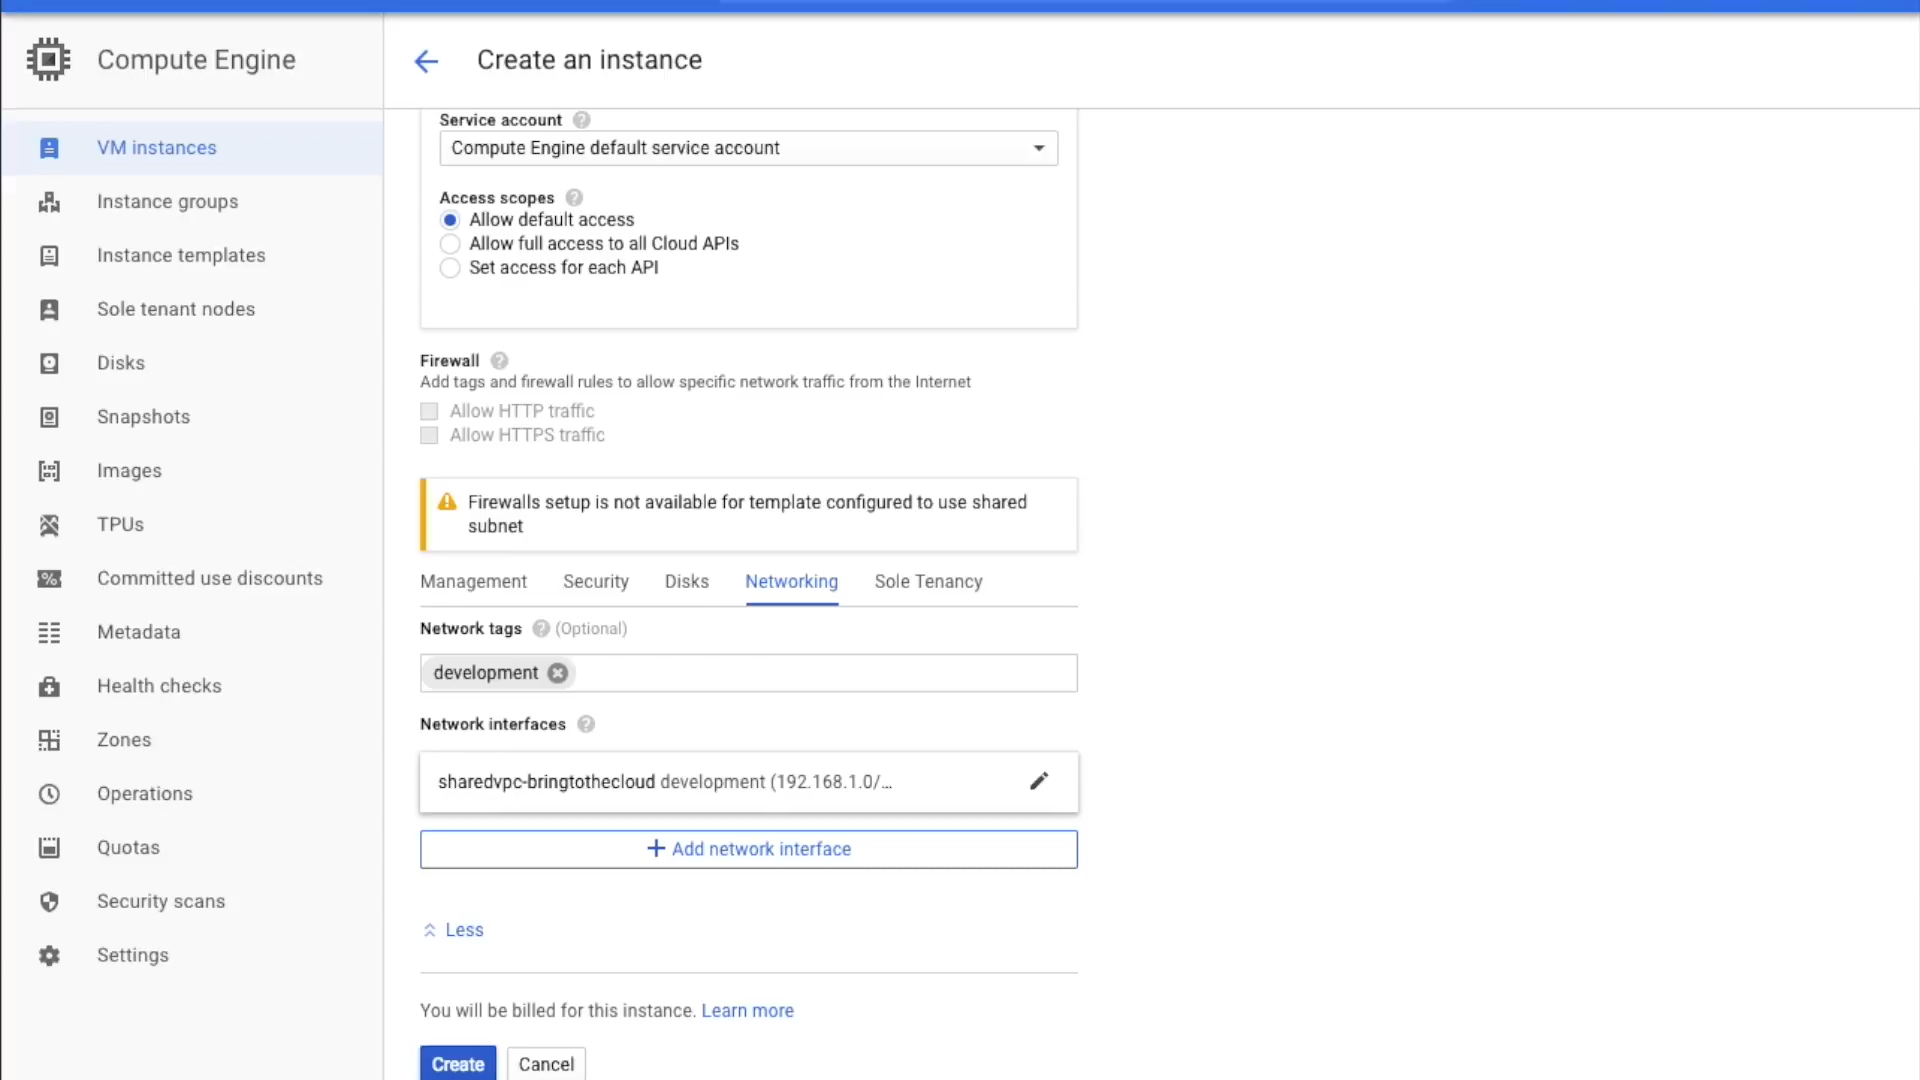 Compute Engine
Create an instance
VM instances
Instance groups
Instance templates
Sole tenant nodes
Disks
Snapshots
Images
TPUs
Committed use discounts
Metadata
Health checks
Zones
Operations
Quotas
Security scans
Settings
Service account
Compute Engine default service account
Access scopes
Allow default access
Allow full access to all Cloud APIs
Set access for each API
Firewall
Add tags and firewall rules to allow specific network traffic from the Internet
Allow HTTP traffic
Allow HTTPS traffic
Firewalls setup is not available for template configured to use shared
subnet
Management Security Disks Networking Sole Tenancy
Network tags (Optional)
development
Network interfaces
sharedvpc-bringtothecloud development (192.168.1.0/...
+ Add network interface
Less
You will be billed for this instance. Learn more
Create Cancel